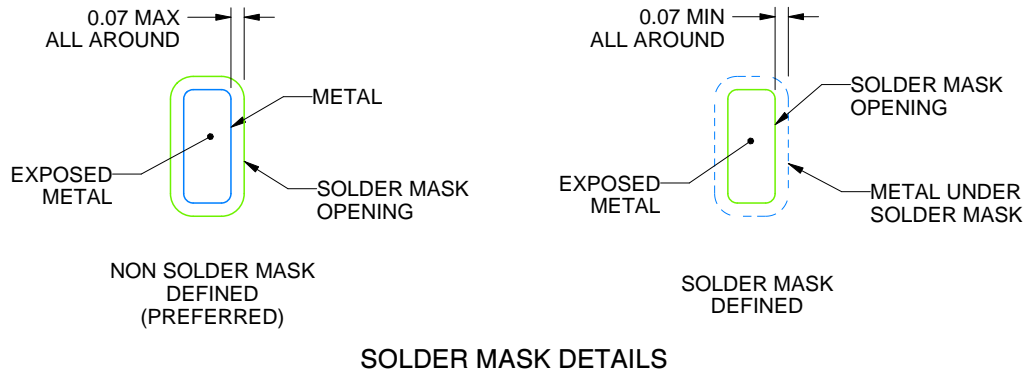 0.07 MAX
ALL AROUND
METAL
EXPOSED
METAL
SOLDER MASK
OPENING
NON SOLDER MASK
DEFINED
(PREFERRED)
0.07 MIN
ALL AROUND
SOLDER MASK
OPENING
EXPOSED
METAL
METAL UNDER
SOLDER MASK
SOLDER MASK
DEFINED
SOLDER MASK DETAILS